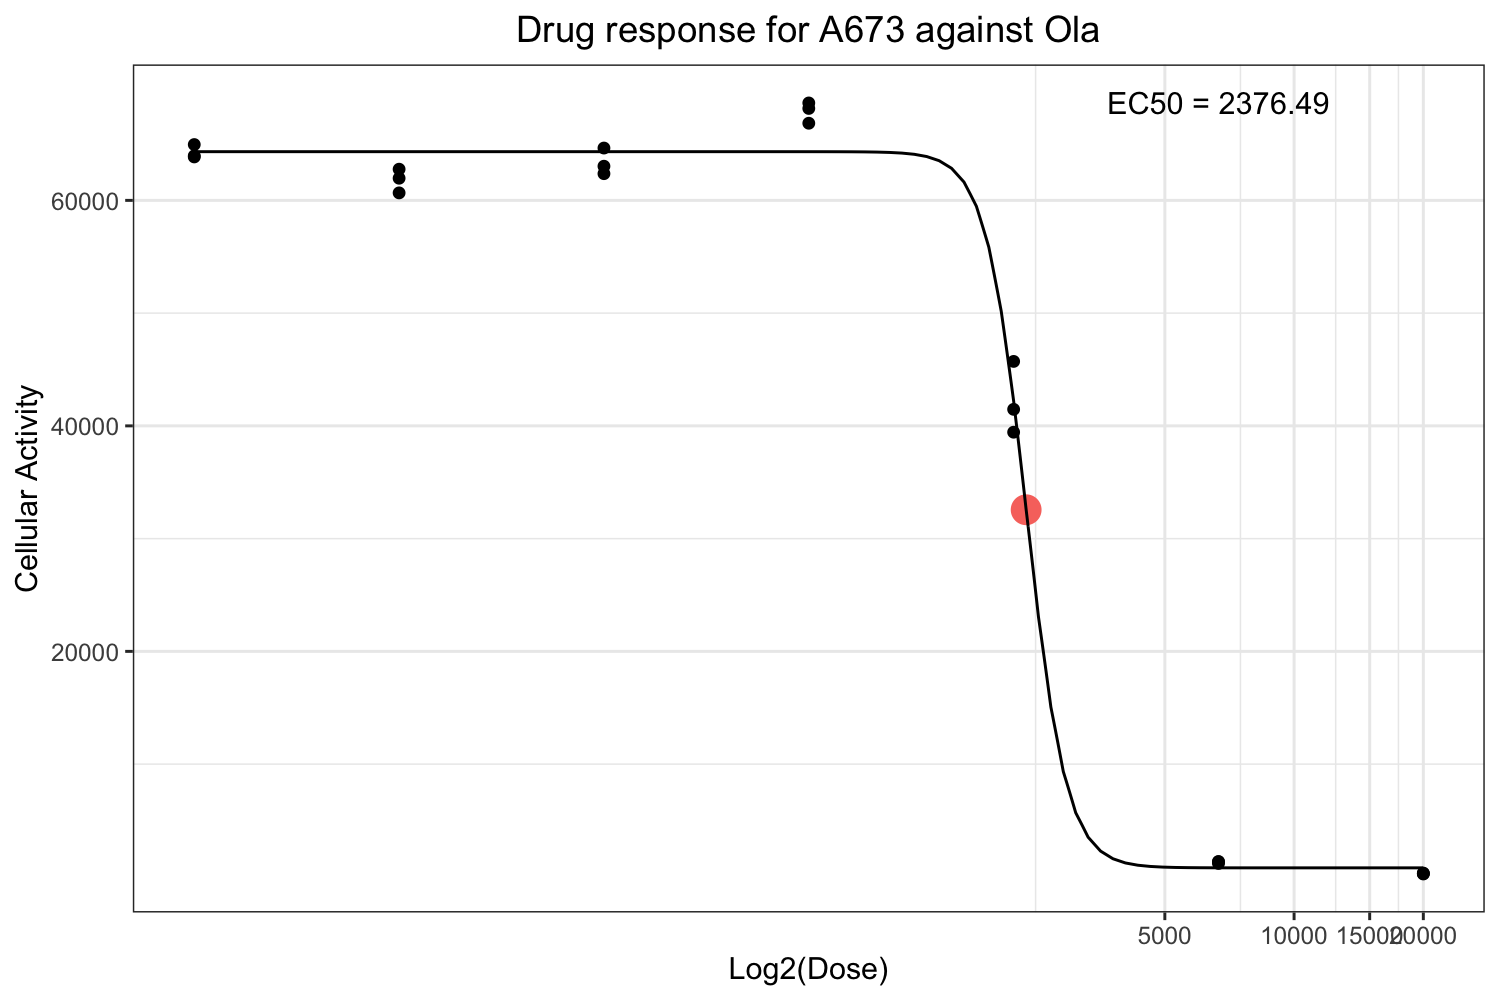 Drug response for A673 against Ola
EC50 = 2376.49
60000
40000
20000
Cellular Activity
5000 10000 15000 20000
Log2(Dose)